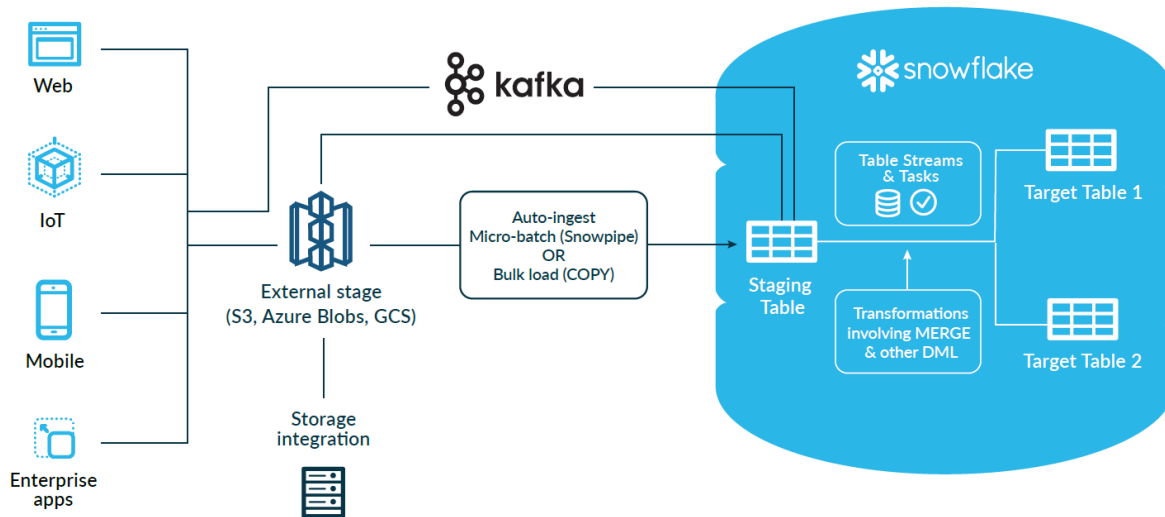 Web
IoT
Mobile
Enterprise
apps
kafka
External stage
(S3, Azure Blobs, GCS)
Storage
integration
Auto-ingest
Micro-batch (Snowpipe)
OR
Bulk load (COPY)
snowflake
Staging
Table
Table Streams
& Tasks
Transformations
involving MERGE
& other DML
Target Table 1
Target Table 2